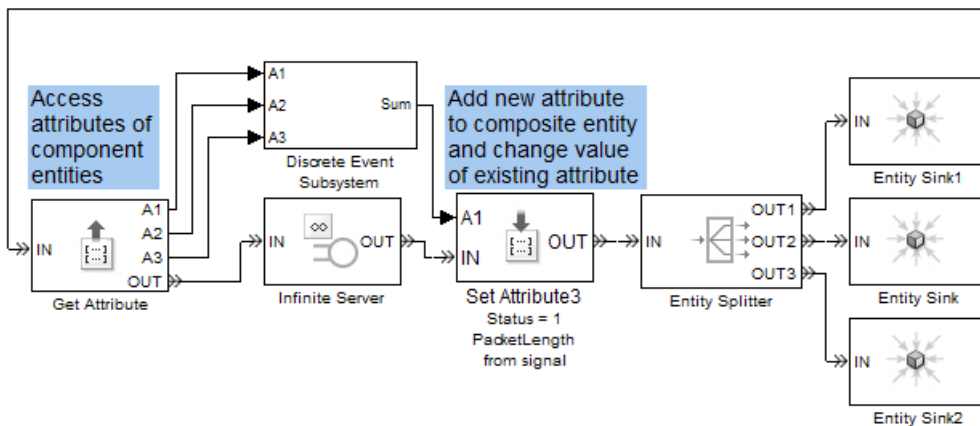 Access
attributes of
component
entities
IN
A1
A2
A3
OUT
Get Attribute
A1
A2
A3
Sum
Discrete Event
Subsystem
∞
IN
OUT
Infinite Server
Add new attribute
to composite entity
and change value
of existing attribute
A1
IN
[...]
OUT
Set Attribute3
Status = 1
PacketLength
from signal
[...]
IN
OUT1
OUT2
OUT3
Entity Splitter
IN
Entity Sink1
IN
Entity Sink
IN
Entity Sink2